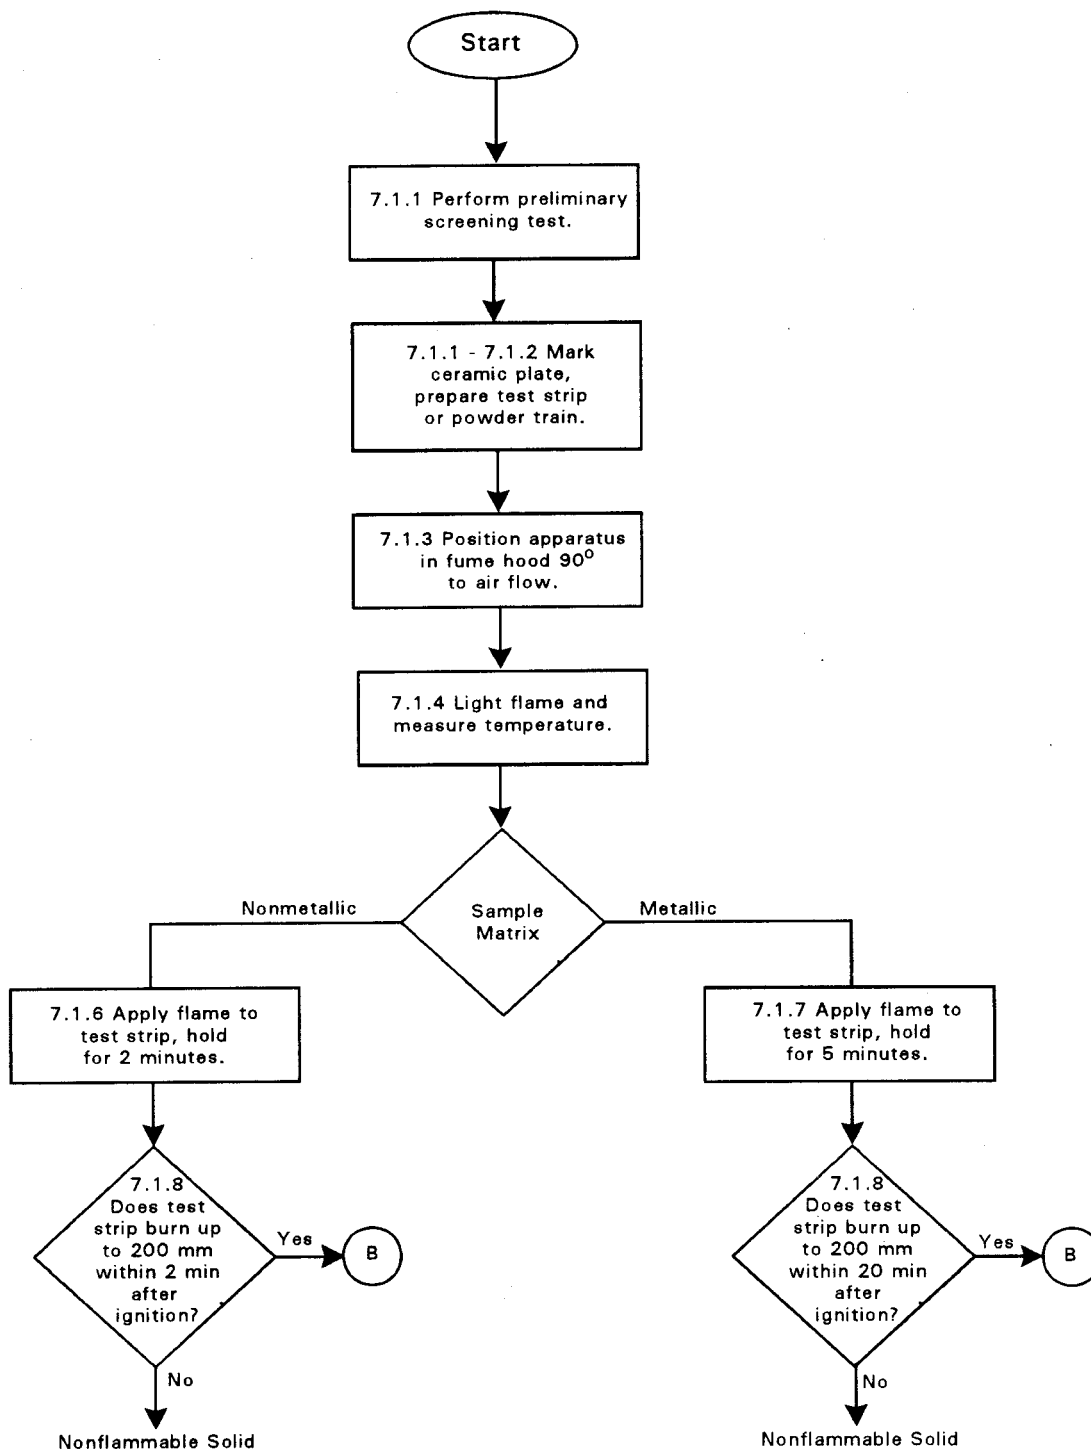 Start
7.1.1 Perform preliminary
screening test.
7.1.1 - 7.1.2 Mark
ceramic plate,
prepare test strip
or powder train.
7.1.3 Position apparatus
in fume hood 90°
to air flow.
7.1.4 Light flame and
measure temperature.
Nonmetallic
Sample
Matrix
Metallic
7.1.6 Apply flame to
test strip, hold
for 2 minutes.
7.1.8
Does test
strip burn up
to 200 mm
within 2 min
after
ignition?
Yes
B
No
Nonflammable Solid
7.1.7 Apply flame to
test strip, hold
for 5 minutes.
7.1.8
Does test
strip burn up
to 200 mm
within 20 min
after
ignition?
Yes
B
No
Nonflammable Solid